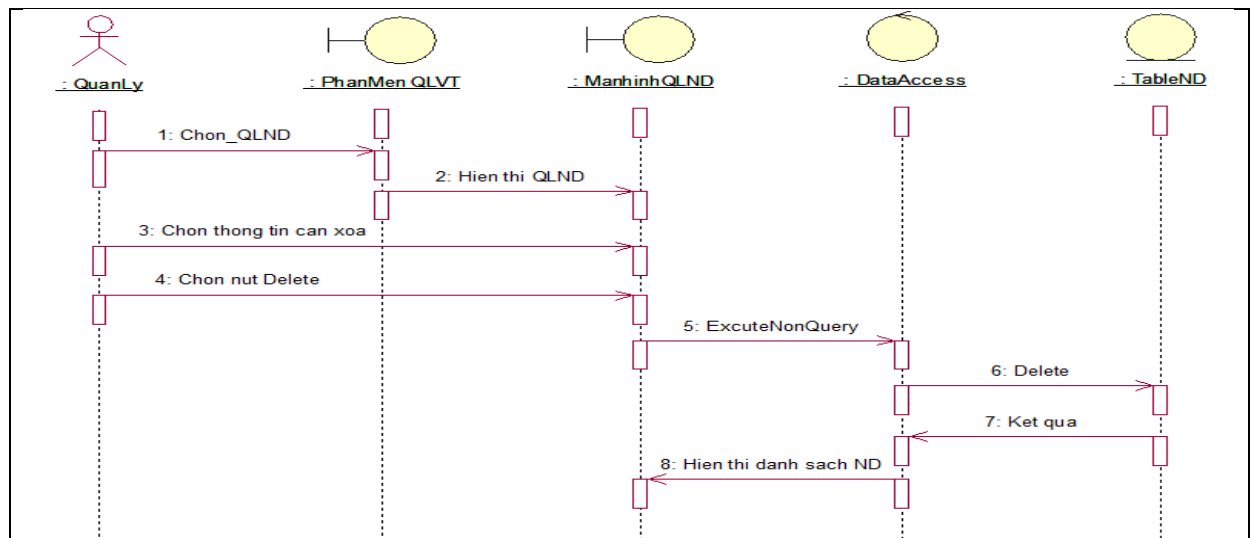 : QuanLy
: PhanMen QLVT
: ManhinhQLND
: DataAccess
: TableND
1: Chon_QLND
2: Hien thi QLND
3: Chon thong tin can xoa
4: Chon nut Delete
5: ExcuteNonQuery
6: Delete
7: Ket qua
8: Hien thi danh sach ND